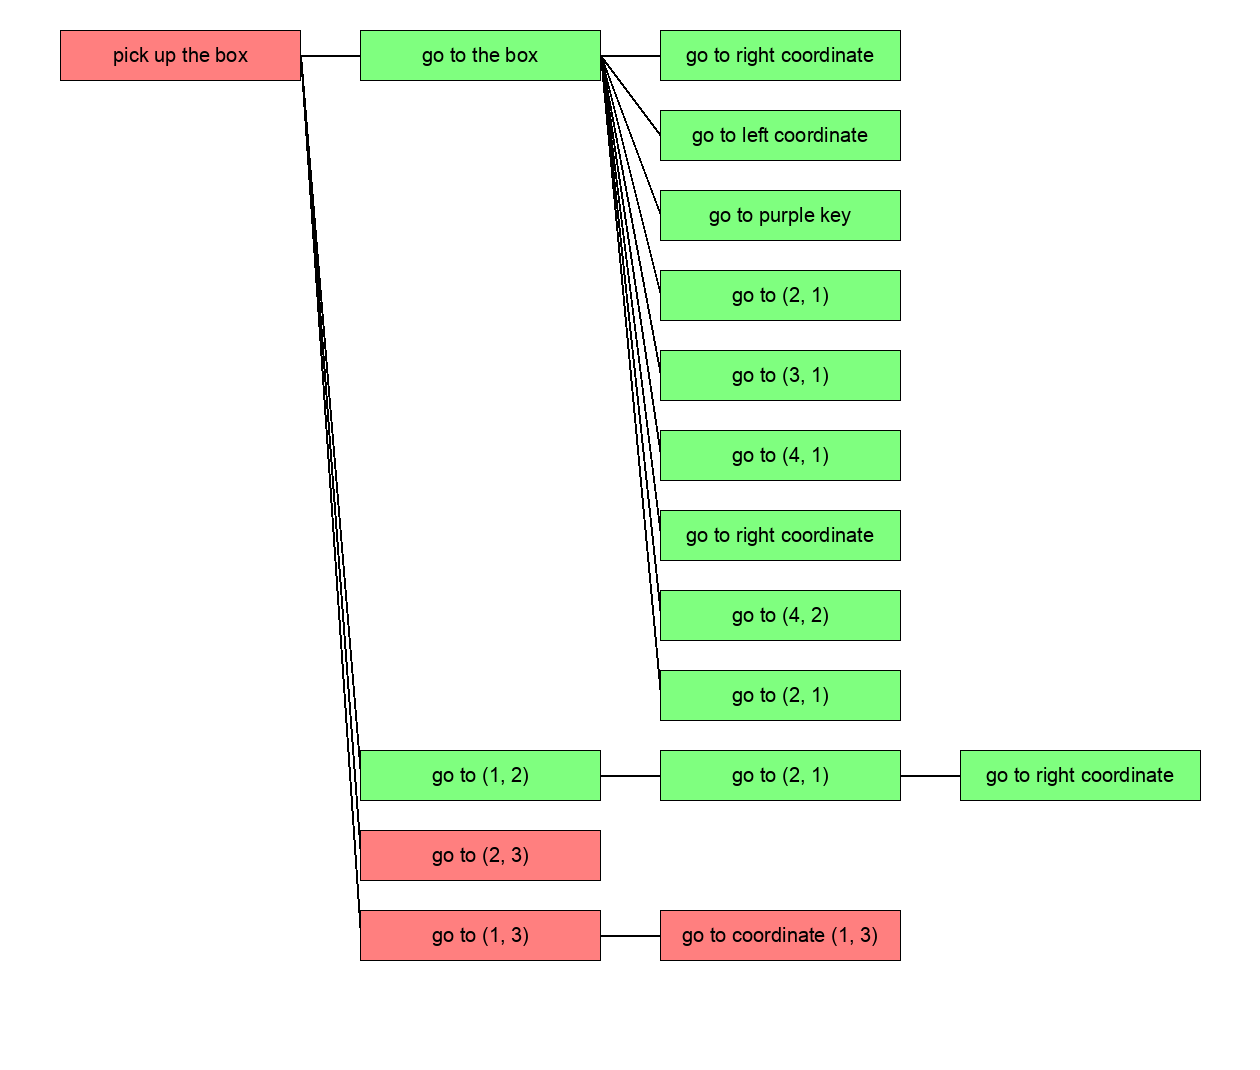 pick up the box
go to the box
go to right coordinate
go to left coordinate
go to purple key
go to (2, 1)
go to (3, 1)
go to (4, 1)
go to right coordinate
go to (4, 2)
go to (2, 1)
go to (1, 2)
go to (2, 1)
go to right coordinate
go to (2, 3)
go to (1, 3)
go to coordinate (1, 3)